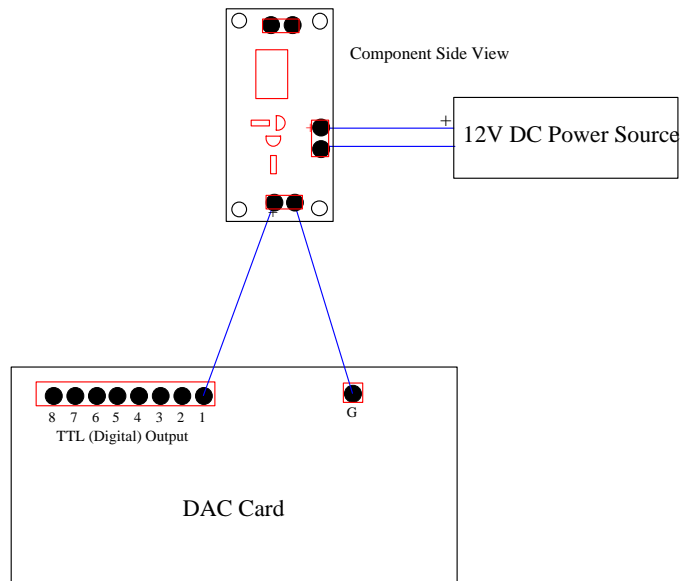 Component Side View
+
+
12V DC Power Source
+
8 7 6 5 4 3 2 1
G
TTL (Digital) Output
DAC Card